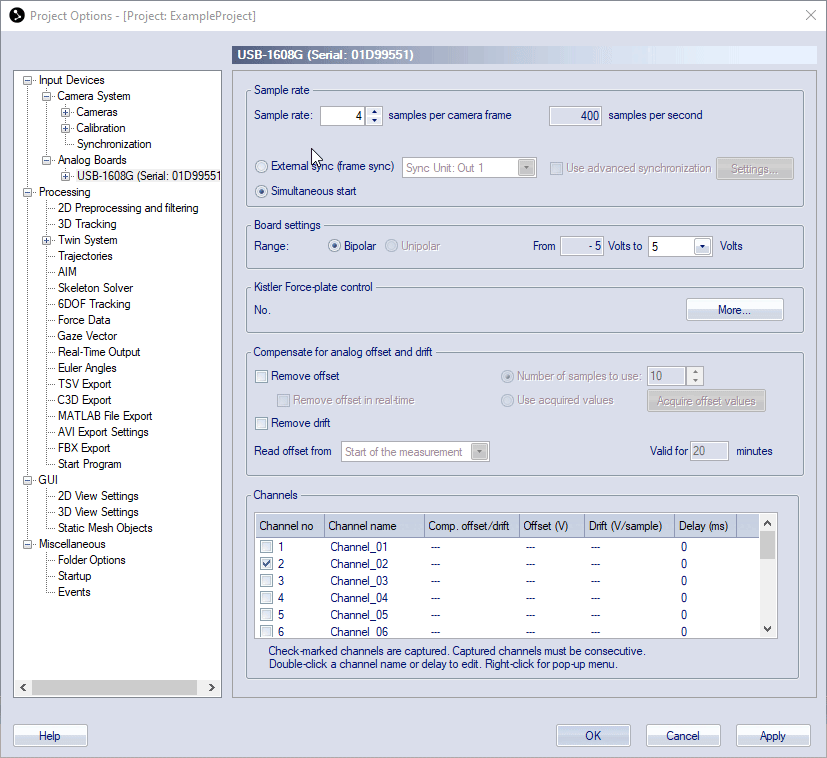 Project Options - [Project: ExampleProject]
USB-1608G (Serial: 01D99551)
Input Devices
Camera System
Cameras
Calibration
Synchronization
Analog Boards
USB-1608G (Serial: 01D99551
Processing
2D Preprocessing and filtering
3D Tracking
Twin System
Trajectories
AIM
Skeleton Solver
6DOF Tracking
Force Data
Gaze Vector
Real-Time Output
Euler Angles
TSV Export
C3D Export
MATLAB File Export
AVI Export Settings
FBX Export
Start Program
GUI
2D View Settings
3D View Settings
Static Mesh Objects
Miscellaneous
Folder Options
Startup
Events
Sample rate
Sample rate: 4 samples per camera frame 400 samples per second
External sync (frame sync) Sync Unit: Out 1 Use advanced synchronization Settings...
Simultaneous start
Board settings
Range: Bipolar Unipolar From - 5 Volts to 5 Volts
Kistler Force-plate control
No. More...
Compensate for analog offset and drift
Remove offset Number of samples to use: 10
Remove offset in real-time Use acquired values Acquire offset values
Remove drift
Read offset from Start of the measurement Valid for 20 minutes
Channels
Channel no Channel name Comp. offset/drift Offset (V) Drift (V/sample) Delay (ms)
1 Channel_01 --- --- --- 0
2 Channel_02 --- --- --- 0
3 Channel_03 --- --- --- 0
4 Channel_04 --- --- --- 0
5 Channel_05 --- --- --- 0
6 Channel_06 --- --- --- 0
Check-marked channels are captured. Captured channels must be consecutive.
Double-click a channel name or delay to edit. Right-click for pop-up menu.
Help OK Cancel Apply